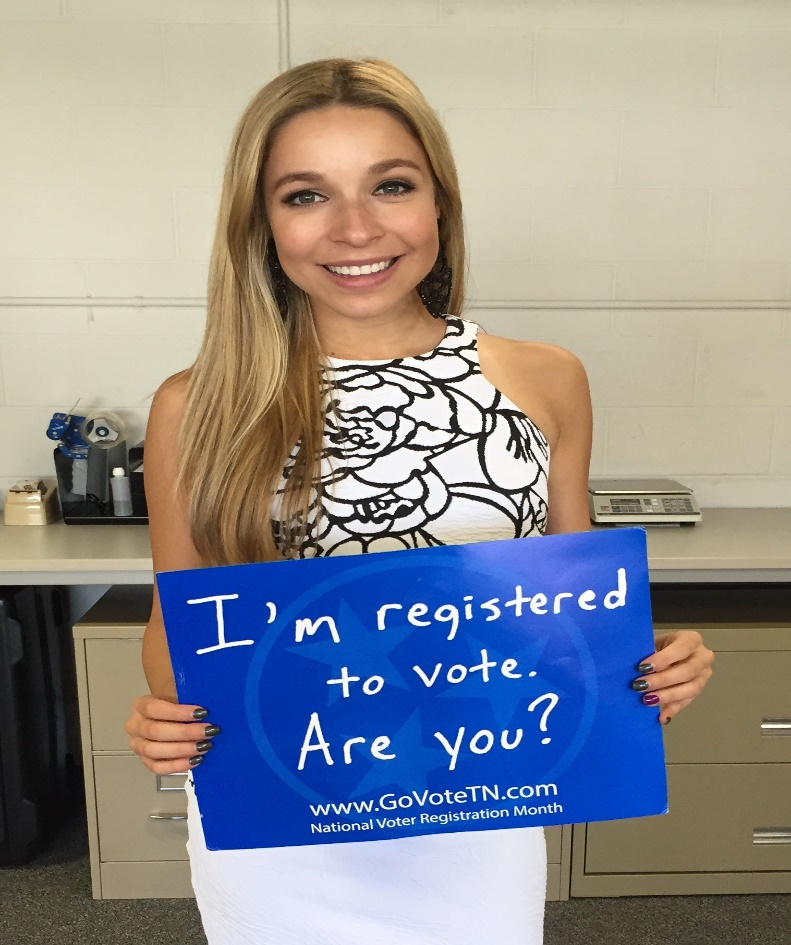 I'm registered
to vote.
Are you?
www.GoVoteTN.com
National Voter Registration Month